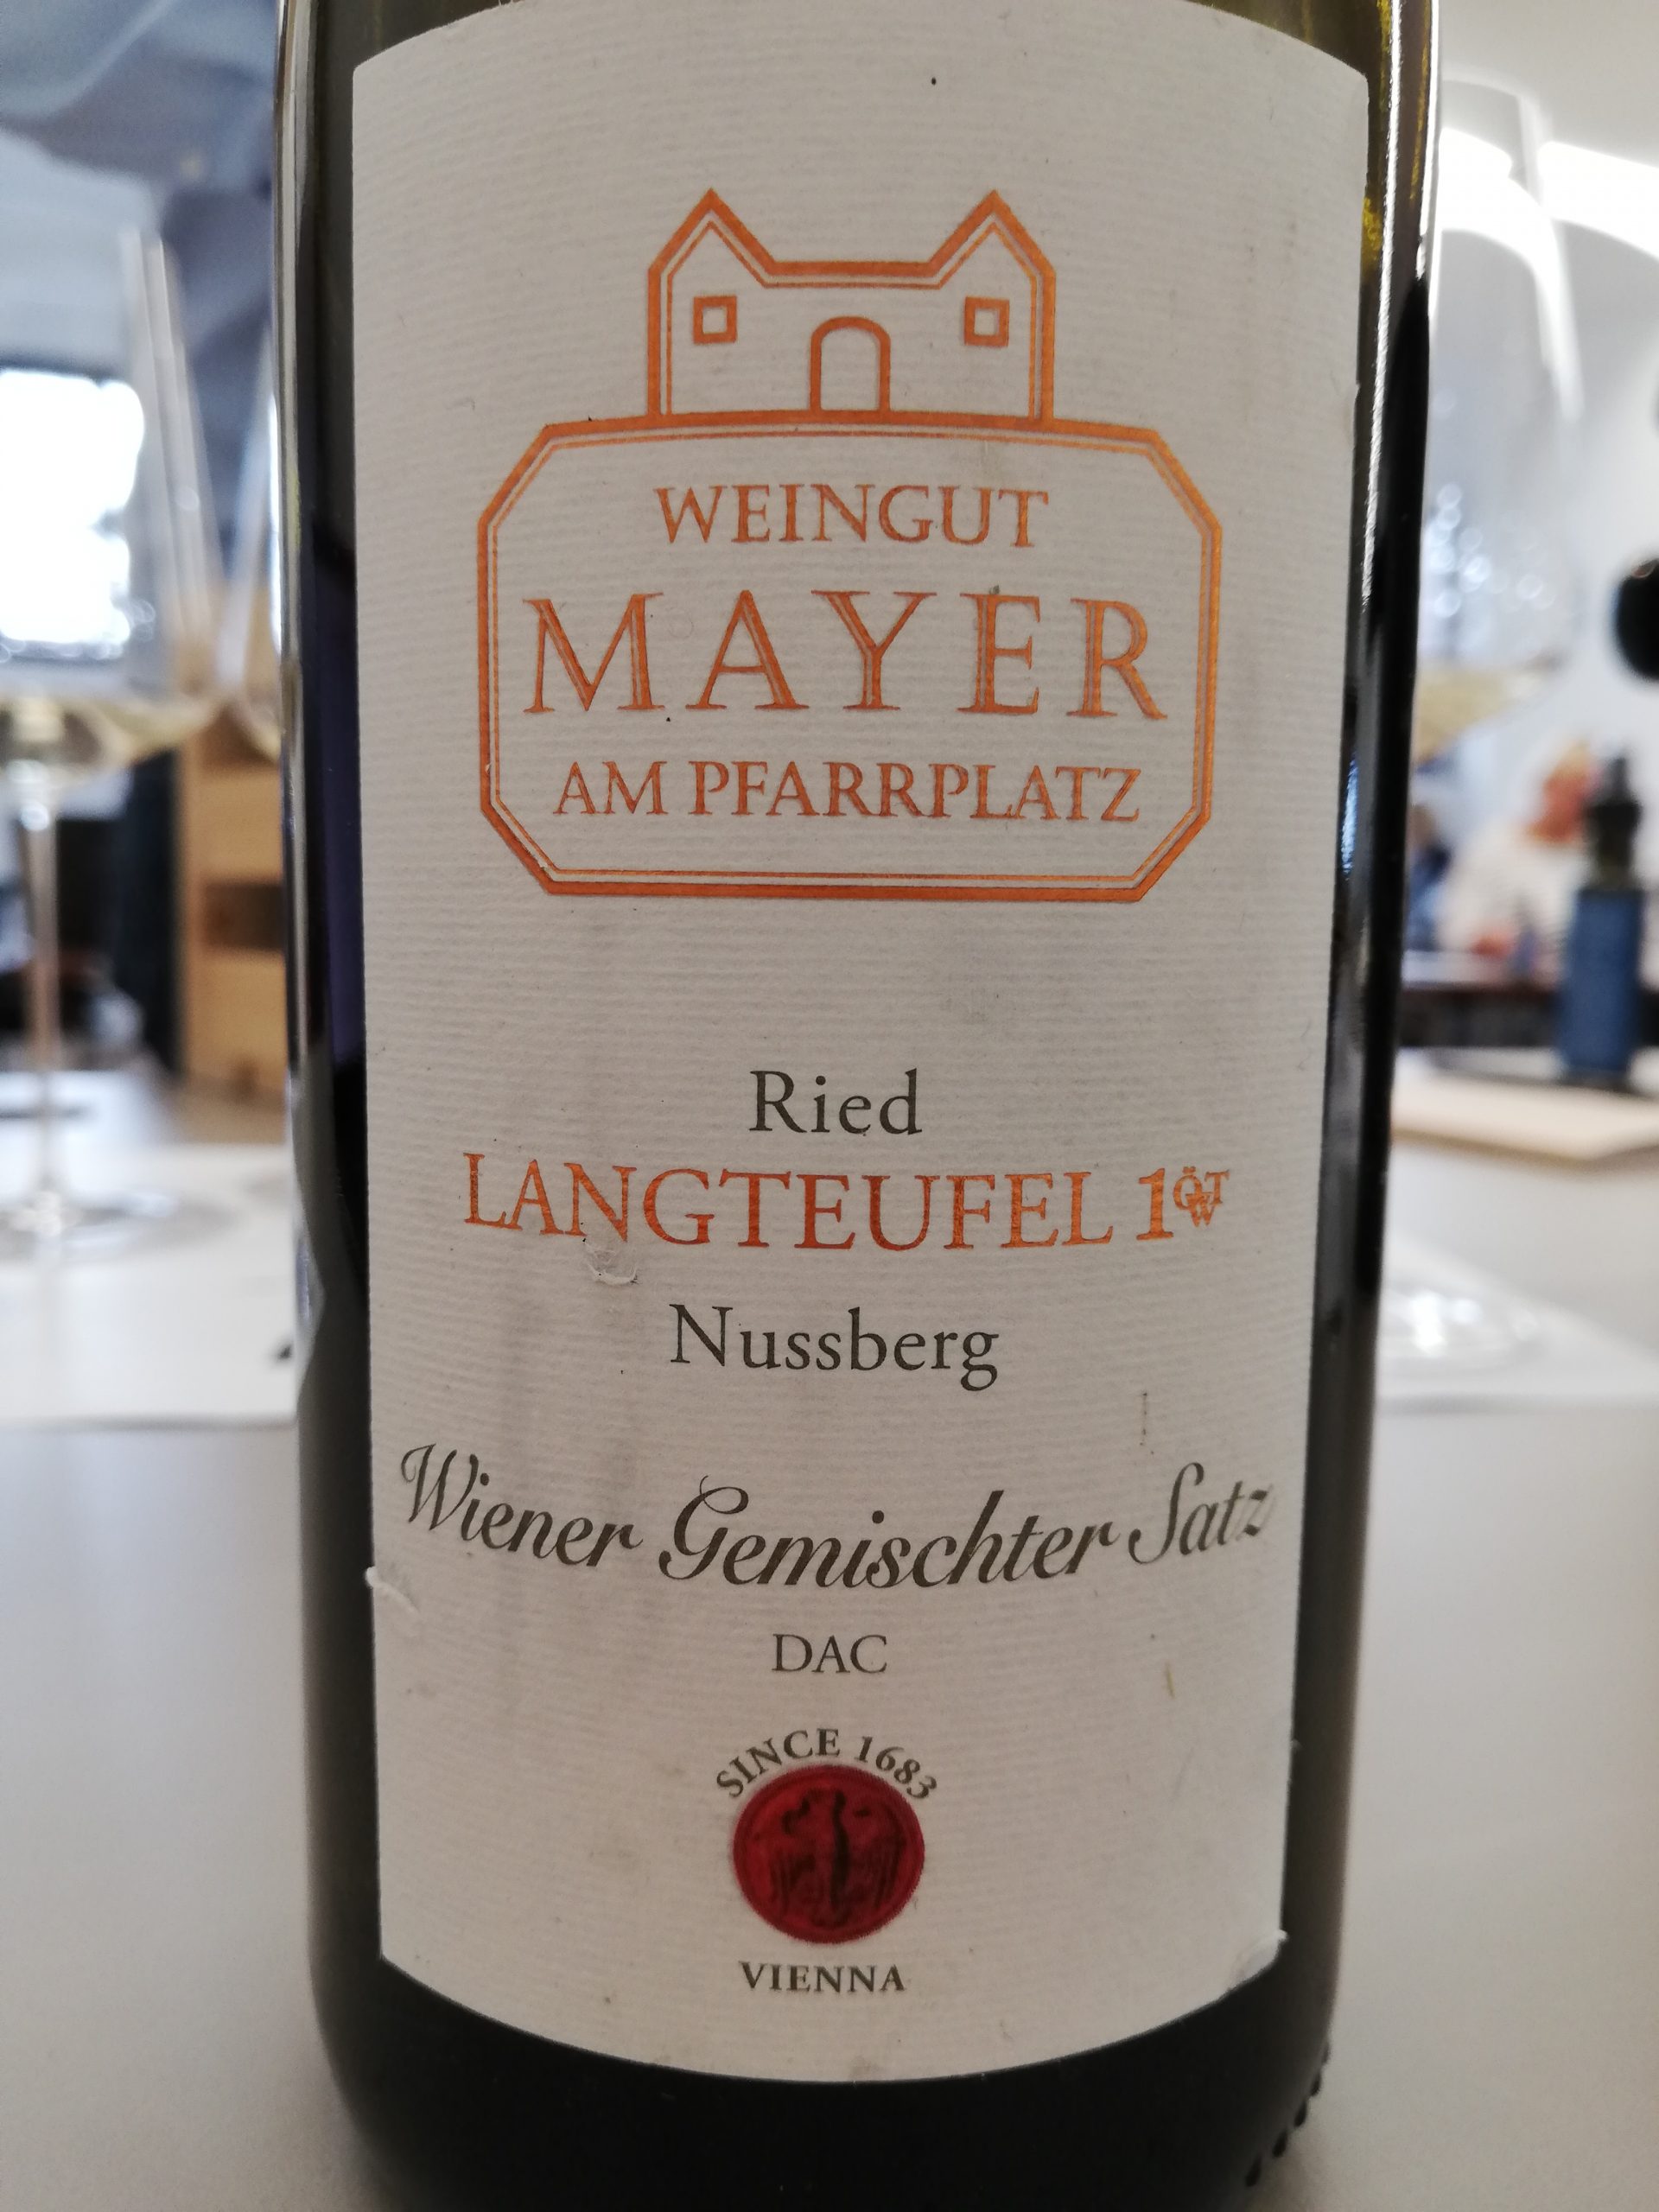 WEINGUT
MAYER
AM PFARRPLATZ
Ried
LANGTEUFEL 1ÖTW
Nussberg
Wiener Gemischter Satz
DAC
SINCE 1683
VIENNA